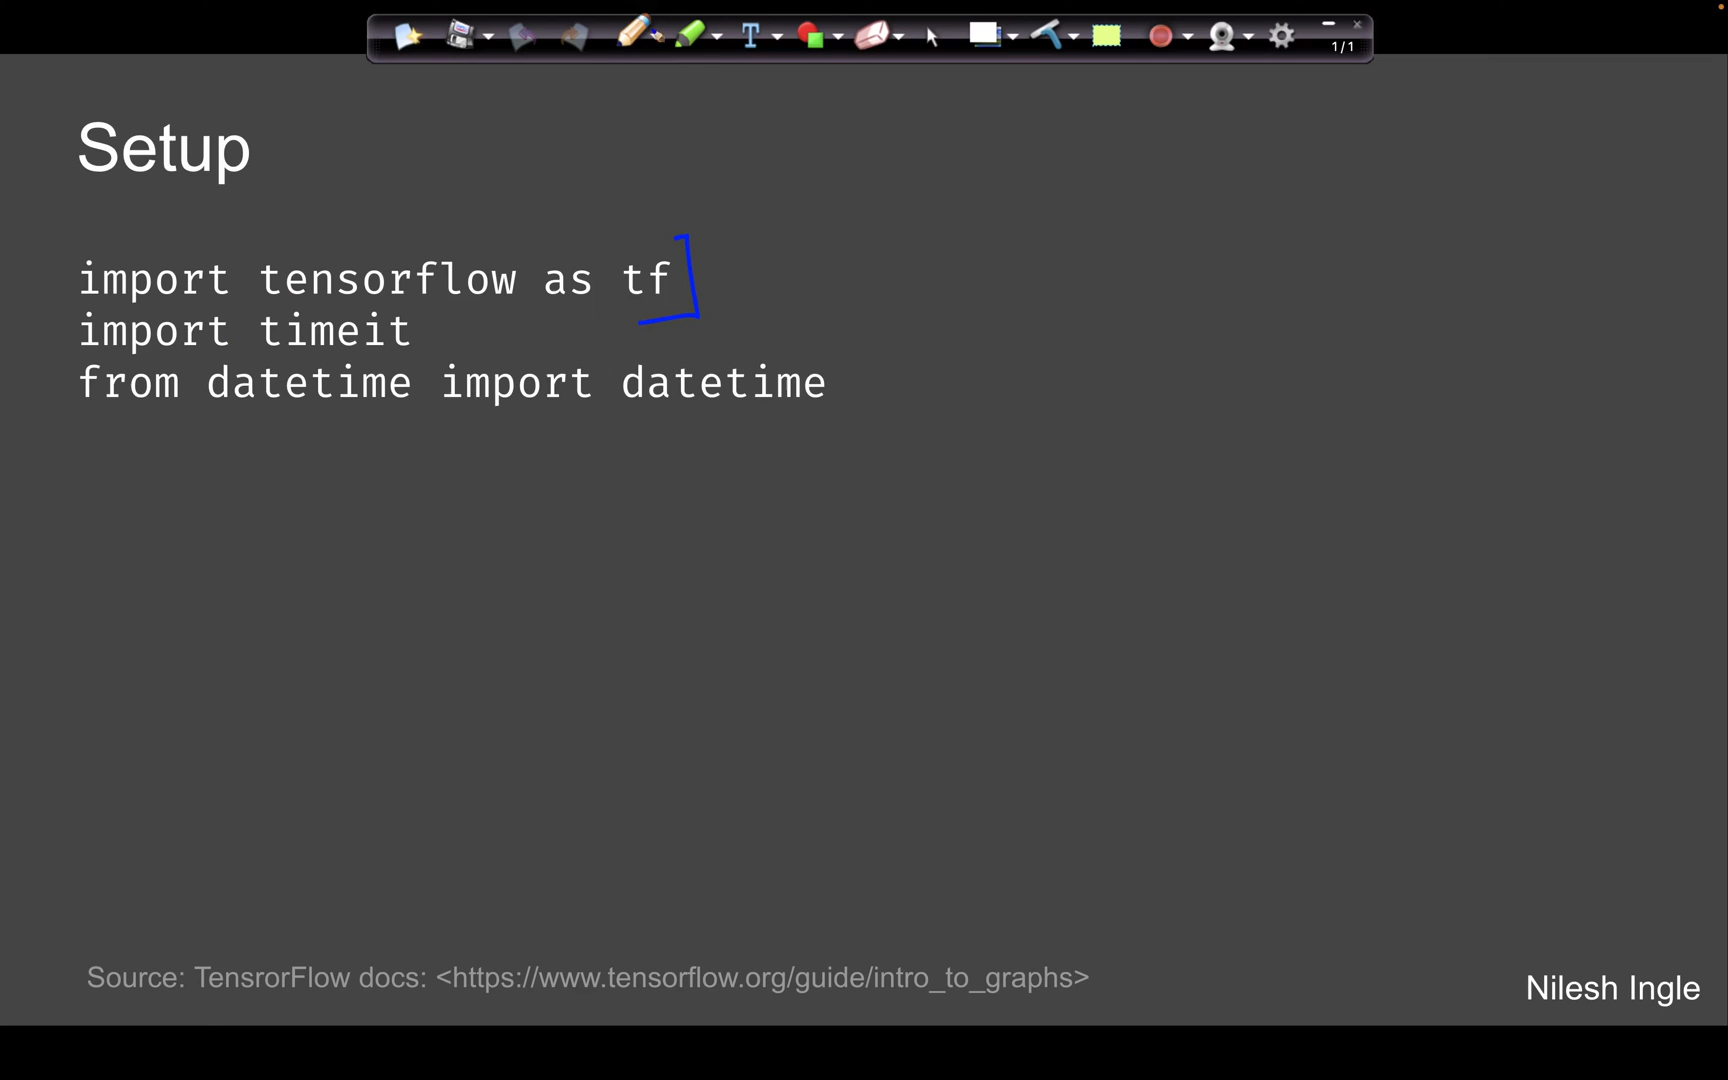 1/1
Setup
import tensorflow as tf
import timeit
from datetime import datetime
Source: TensrorFlow docs: <https://www.tensorflow.org/guide/intro_to_graphs>
Nilesh Ingle